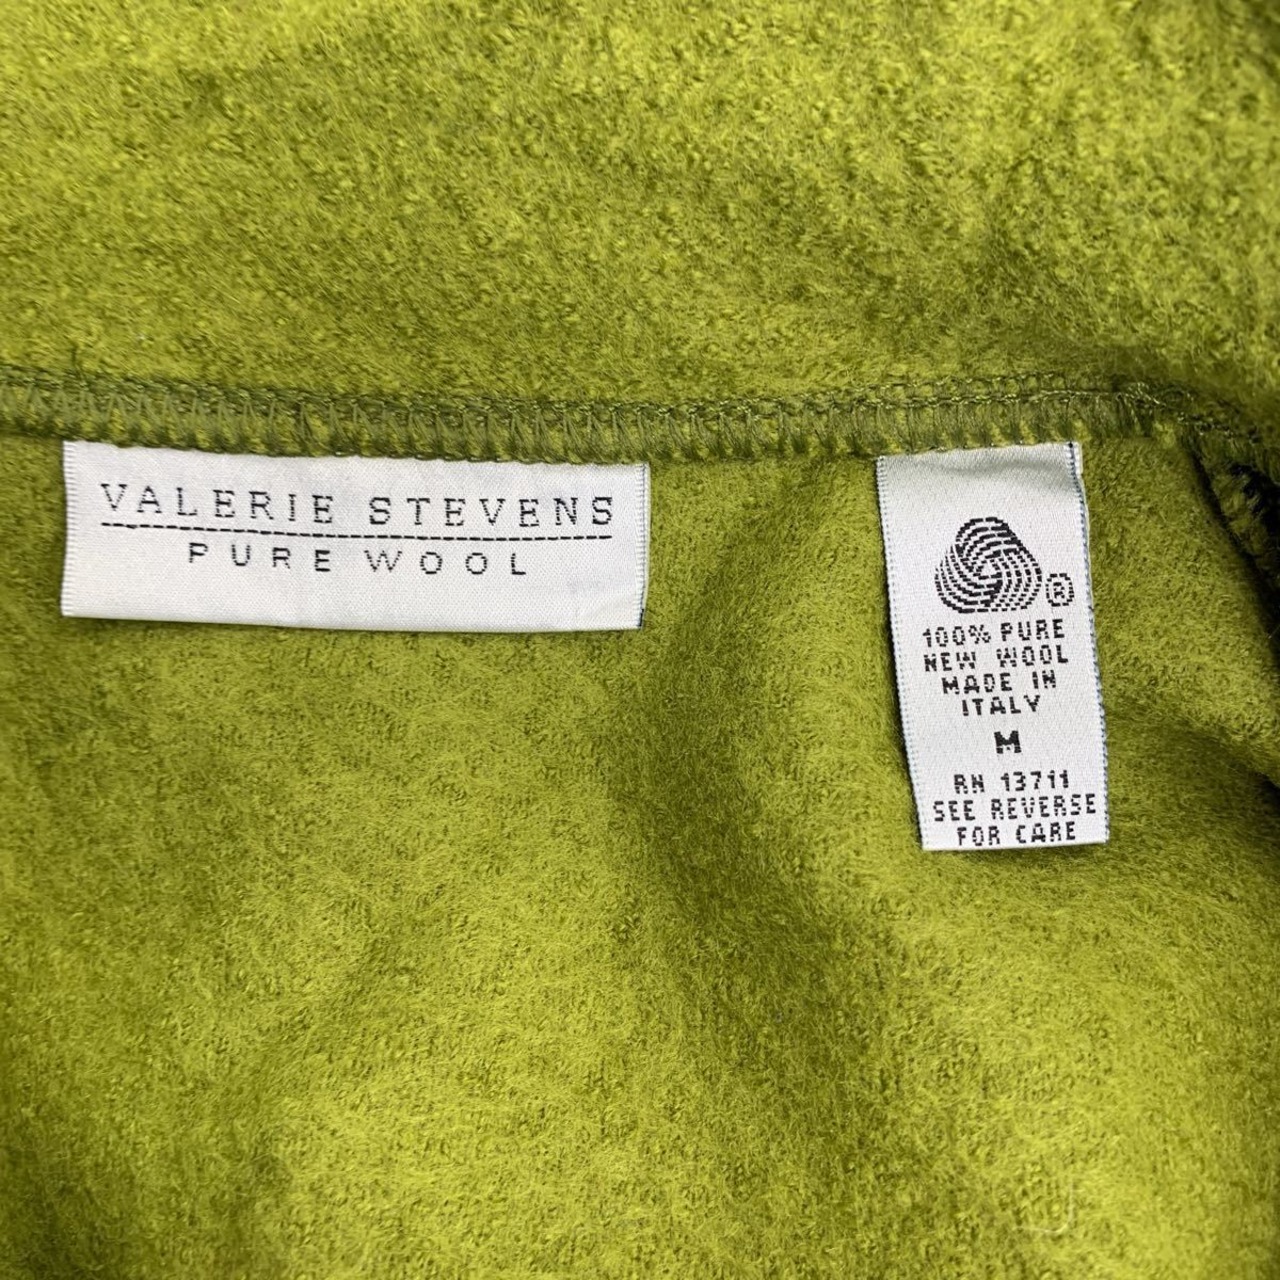 VALERIE STEVENS
PURE WOOL
®
100% PURE
NEW WOOL
MADE IN
ITALY
M
RN 13711
SEE REVERSE
FOR CARE